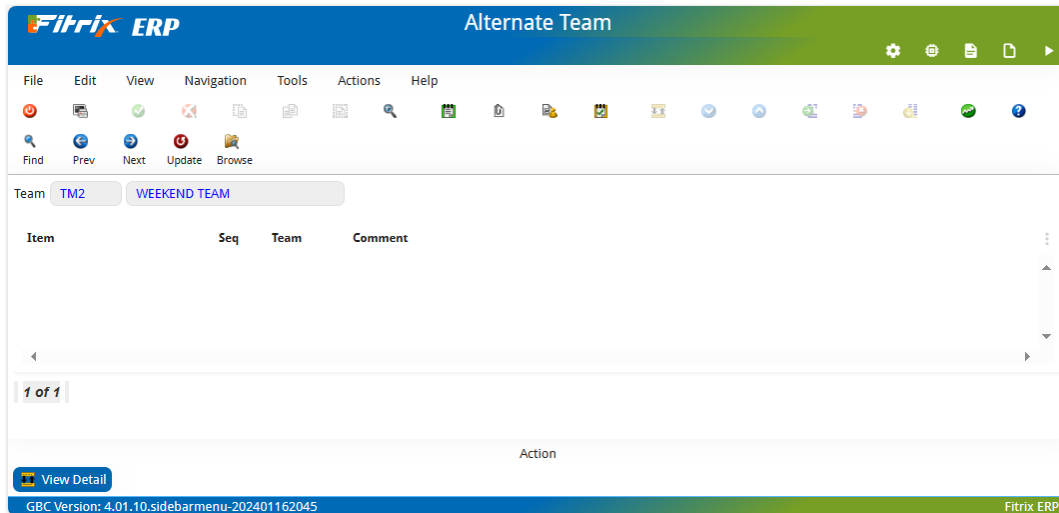 Fitrix ERP
Alternate Team
File Edit View Navigation Tools Actions Help
Find Prev Next Update Browse
Team TM2 WEEKEND TEAM
Item Seq Team Comment
1 of 1
Action
View Detail
GBC Version: 4.01.10.sidebarmenu-202401162045 Fitrix ERP